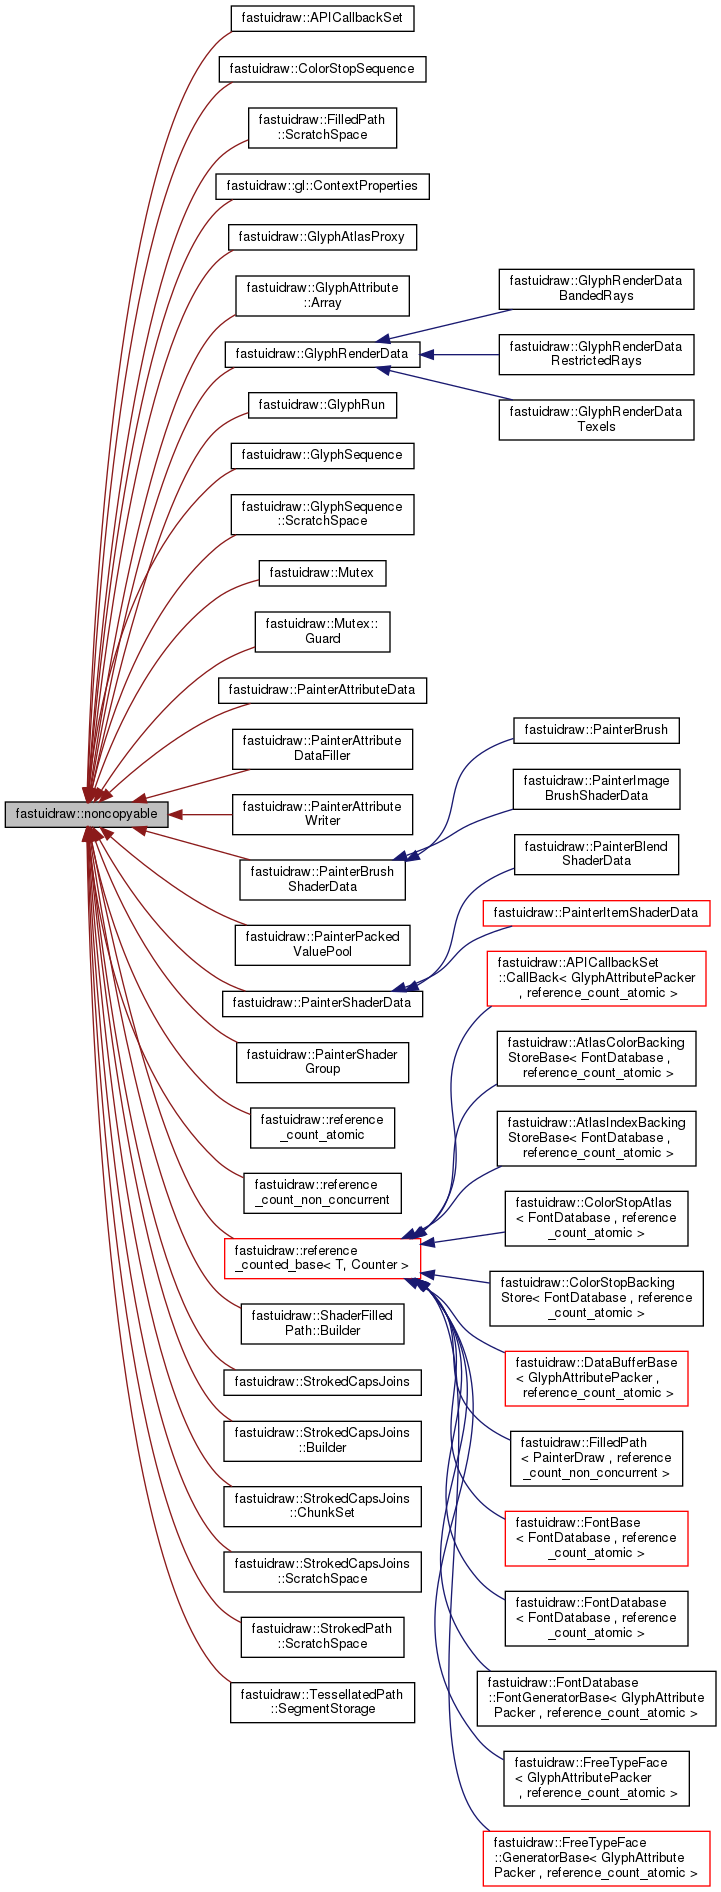 fastuidraw::APICallbackSet
fastuidraw::ColorStopSequence
fastuidraw::FilledPath
::ScratchSpace
fastuidraw::gl::ContextProperties
fastuidraw::GlyphAtlasProxy
fastuidraw::GlyphAttribute
::Array
fastuidraw::GlyphRenderData
fastuidraw::GlyphRun
fastuidraw::GlyphSequence
fastuidraw::GlyphSequence
::ScratchSpace
fastuidraw::Mutex
fastuidraw::Mutex::
Guard
fastuidraw::PainterAttributeData
fastuidraw::PainterAttribute
DataFiller
fastuidraw::noncopyable
fastuidraw::PainterAttribute
Writer
fastuidraw::PainterBrush
ShaderData
fastuidraw::PainterPacked
ValuePool
fastuidraw::PainterShaderData
fastuidraw::PainterShader
Group
fastuidraw::reference
_count_atomic
fastuidraw::reference
_count_non_concurrent
fastuidraw::reference
_counted_base< T, Counter >
fastuidraw::ShaderFilled
Path::Builder
fastuidraw::StrokedCapsJoins
fastuidraw::StrokedCapsJoins
::Builder
fastuidraw::StrokedCapsJoins
::ChunkSet
fastuidraw::StrokedCapsJoins
::ScratchSpace
fastuidraw::StrokedPath
::ScratchSpace
fastuidraw::TessellatedPath
::SegmentStorage
fastuidraw::GlyphRenderData
BandedRays
fastuidraw::GlyphRenderData
RestrictedRays
fastuidraw::GlyphRenderData
Texels
fastuidraw::PainterBrush
fastuidraw::PainterImage
BrushShaderData
fastuidraw::PainterBlend
ShaderData
fastuidraw::PainterItemShaderData
fastuidraw::APICallbackSet
::CallBack< GlyphAttributePacker
, reference_count_atomic >
fastuidraw::AtlasColorBacking
StoreBase< FontDatabase ,
reference_count_atomic >
fastuidraw::AtlasIndexBacking
StoreBase< FontDatabase ,
reference_count_atomic >
fastuidraw::ColorStopAtlas
< FontDatabase , reference
_count_atomic >
fastuidraw::ColorStopBacking
Store< FontDatabase , reference
_count_atomic >
fastuidraw::DataBufferBase
< GlyphAttributePacker ,
reference_count_atomic >
fastuidraw::FilledPath
< PainterDraw , reference
_count_non_concurrent >
fastuidraw::FontBase
< FontDatabase , reference
_count_atomic >
fastuidraw::FontDatabase
< FontDatabase , reference
_count_atomic >
fastuidraw::FontDatabase
::FontGeneratorBase< GlyphAttribute
Packer , reference_count_atomic >
fastuidraw::FreeTypeFace
< GlyphAttributePacker
, reference_count_atomic >
fastuidraw::FreeTypeFace
::GeneratorBase< GlyphAttribute
Packer , reference_count_atomic >